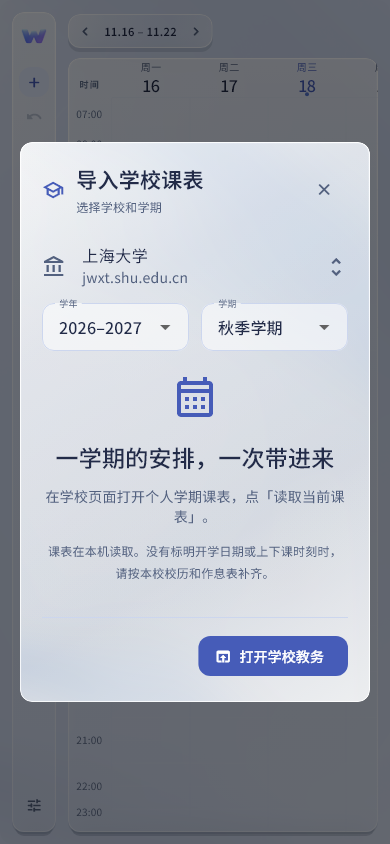 11.16 – 11.22
周一
周二
周三
时间
16
17
18
07:00
导入学校课表
选择学校和学期
上海大学
jwxt.shu.edu.cn
学年
学期
2026–2027
秋季学期
一学期的安排，一次带进来
在学校页面打开个人学期课表，点「读取当前课
表」。
课表在本机读取。没有标明开学日期或上下课时刻时，
请按本校校历和作息表补齐。
打开学校教务
21:00
22:00
23:00